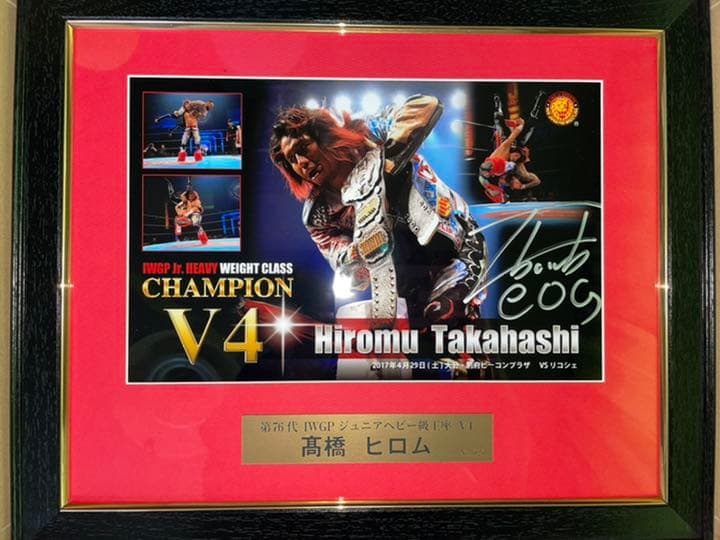 IWGP Jr. HEAVY WEIGHT CLASS
CHAMPION
V4
Hiromu Takahashi
2017年4月29日(土)大分・別府ビーコンプラザ VS リコシェ
第76代 IWGP ジュニアヘビー級王座 V4
髙橋 ヒロム